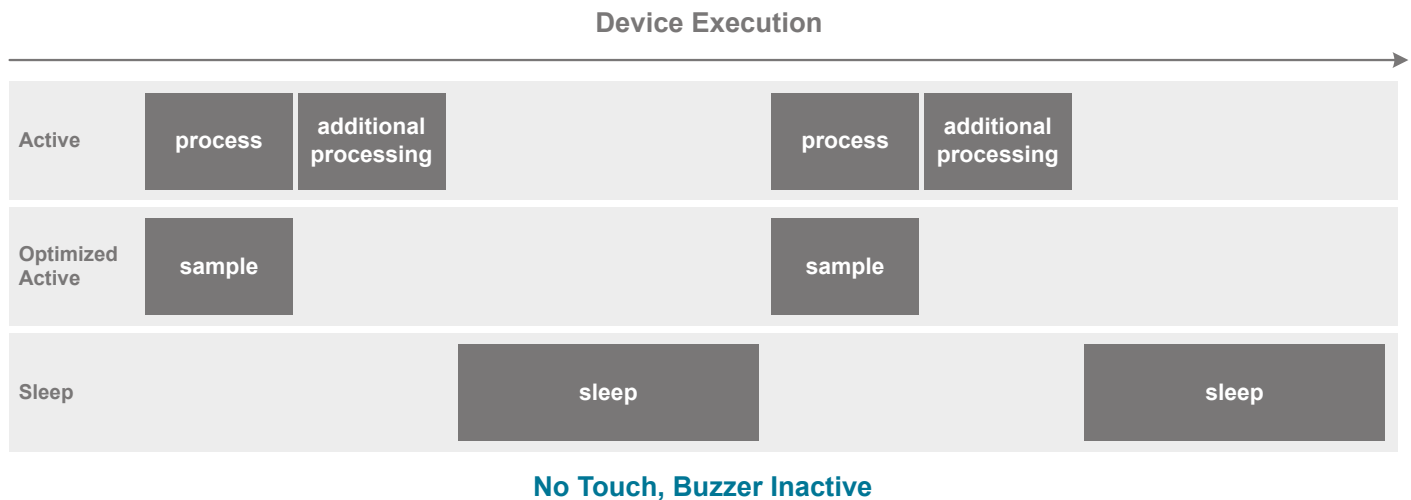 Device Execution
Active
process
additional
processing
process
additional
processing
Optimized
Active
sample
sample
Sleep
sleep
sleep
No Touch, Buzzer Inactive